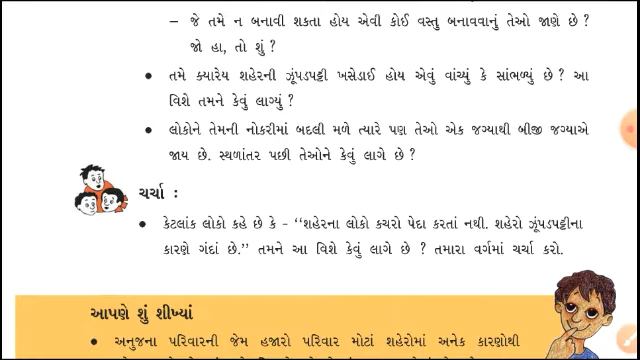 – જે તમે ન બનાવી શકતા હોય એવી કોઈ વસ્તુ બનાવવાનું તેઓ જાણે છે ?
જો હા, તો શું ?
• તમે ક્યારેય શહેરની ઝૂંપડપટ્ટી ખસેડાઈ હોય એવું વાંચ્યું કે સાંભળ્યું છે ? આ
વિશે તમને કેવું લાગ્યું ?
• લોકોને તેમની નોકરીમાં બદલી મળે ત્યારે પણ તેઓ એક જગ્યાથી બીજી જગ્યાએ
જાય છે. સ્થળાંતર પછી તેઓને કેવું લાગે છે ?
ચર્ચા :
• કેટલાંક લોકો કહે છે કે - “શહેરના લોકો કચરો પેદા કરતાં નથી. શહેરો ઝૂંપડપટ્ટીના
કારણે ગંદાં છે.” તમને આ વિશે કેવું લાગે છે ? તમારા વર્ગમાં ચર્ચા કરો.
આપણે શું શીખ્યાં
• અનુજના પરિવારની જેમ હજારો પરિવાર મોટાં શહેરોમાં અનેક કારણોથી